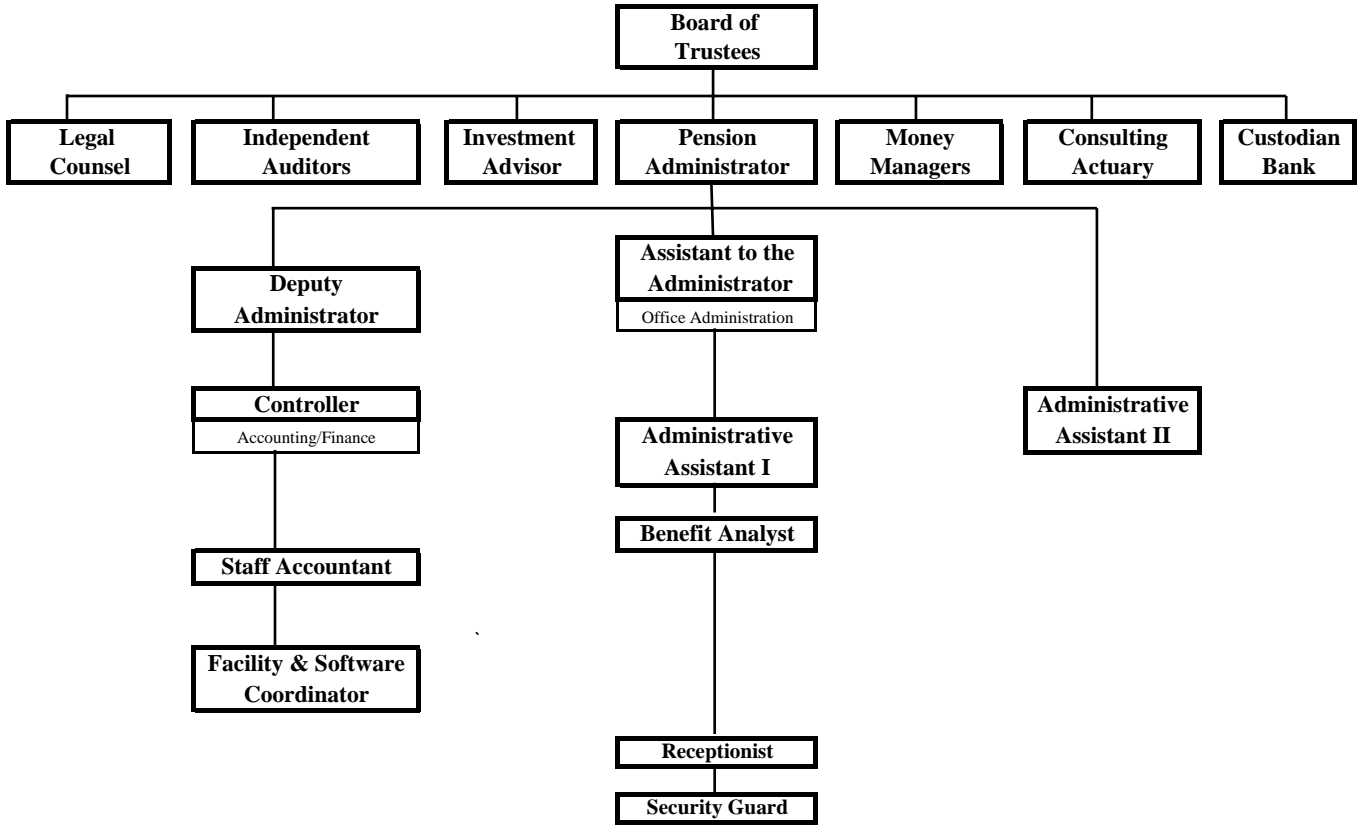 Board of
Trustees
Legal
Counsel
Independent
Auditors
Investment
Advisor
Pension
Administrator
Money
Managers
Consulting
Actuary
Custodian
Bank
Deputy
Administrator
Controller
Accounting/Finance
Staff Accountant
Facility & Software
Coordinator
`
Assistant to the
Administrator
Office Administration
Administrative
Assistant I
Benefit Analyst
Receptionist
Security Guard
Administrative
Assistant II